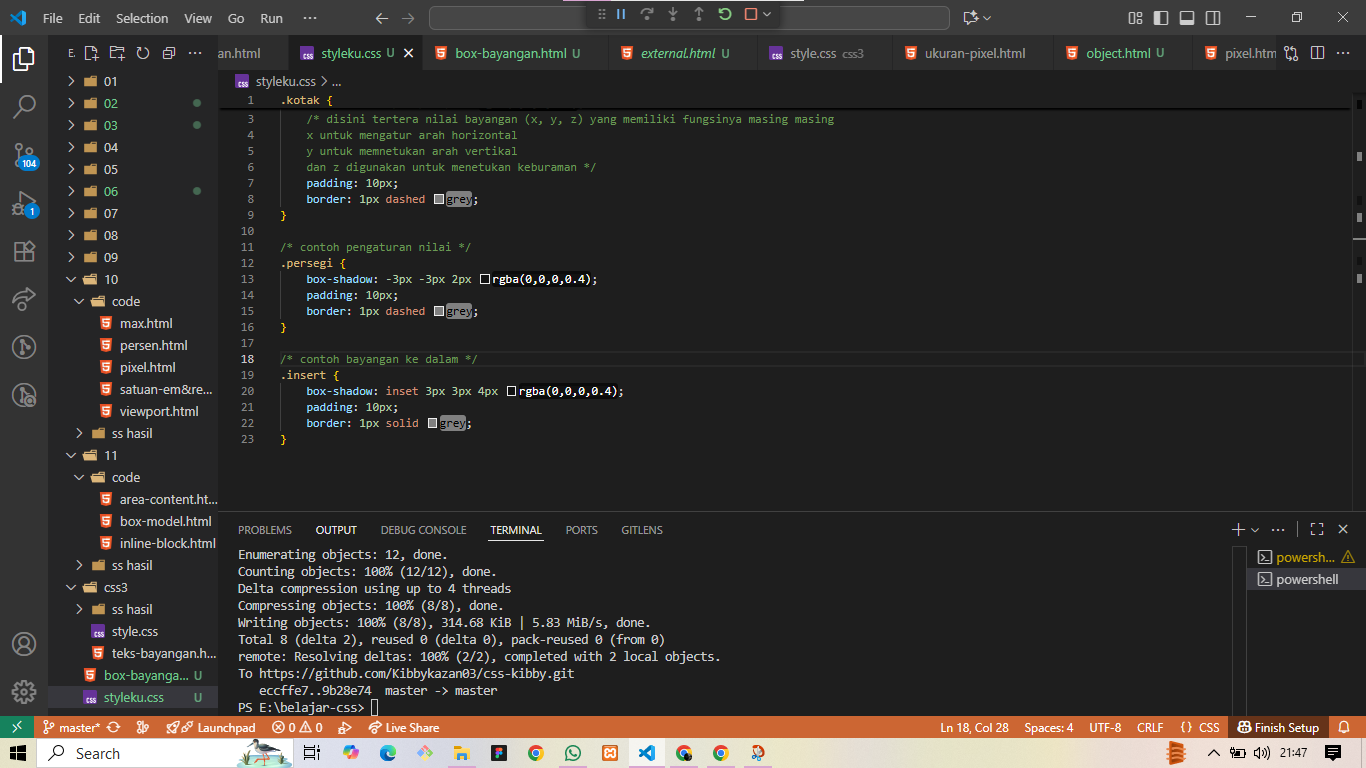 File Edit Selection View Go Run ···
E. ···
an.html styleku.css U box-bayangan.html U external.html U style.css css3 ukuran-pixel.html object.html U pixel.htm ···
styleku.css > ...
01
02
03
04
05
06
07
08
09
10
code
max.html
persen.html
pixel.html
satuan-em&re...
viewport.html
ss hasil
11
code
area-content.ht...
box-model.html
inline-block.html
ss hasil
css3
ss hasil
style.css
teks-bayangan.h...
box-bayanga... U
styleku.css U
104
1
1 .kotak {
3 /* disini tertera nilai bayangan (x, y, z) yang memiliki fungsinya masing masing
4 x untuk mengatur arah horizontal
5 y untuk memnetukan arah vertikal
6 dan z digunakan untuk menetukan keburaman */
7 padding: 10px;
8 border: 1px dashed grey;
9 }
10
11 /* contoh pengaturan nilai */
12 .persegi {
13 box-shadow: -3px -3px 2px rgba(0,0,0,0.4);
14 padding: 10px;
15 border: 1px dashed grey;
16 }
17
18 /* contoh bayangan ke dalam */
19 .insert {
20 box-shadow: inset 3px 3px 4px rgba(0,0,0,0.4);
21 padding: 10px;
22 border: 1px solid grey;
23 }
PROBLEMS OUTPUT DEBUG CONSOLE TERMINAL PORTS GITLENS
Enumerating objects: 12, done.
Counting objects: 100% (12/12), done.
Delta compression using up to 4 threads
Compressing objects: 100% (8/8), done.
Writing objects: 100% (8/8), 314.68 KiB | 5.83 MiB/s, done.
Total 8 (delta 2), reused 0 (delta 0), pack-reused 0 (from 0)
remote: Resolving deltas: 100% (2/2), completed with 2 local objects.
To https://github.com/Kibbykazan03/css-kibby.git
eccffe7..9b28e74 master -> master
PS E:\belajar-css>
powersh...
powershell
master* Launchpad 0 0 Live Share Ln 18, Col 28 Spaces: 4 UTF-8 CRLF {} CSS Finish Setup
Search 21:47